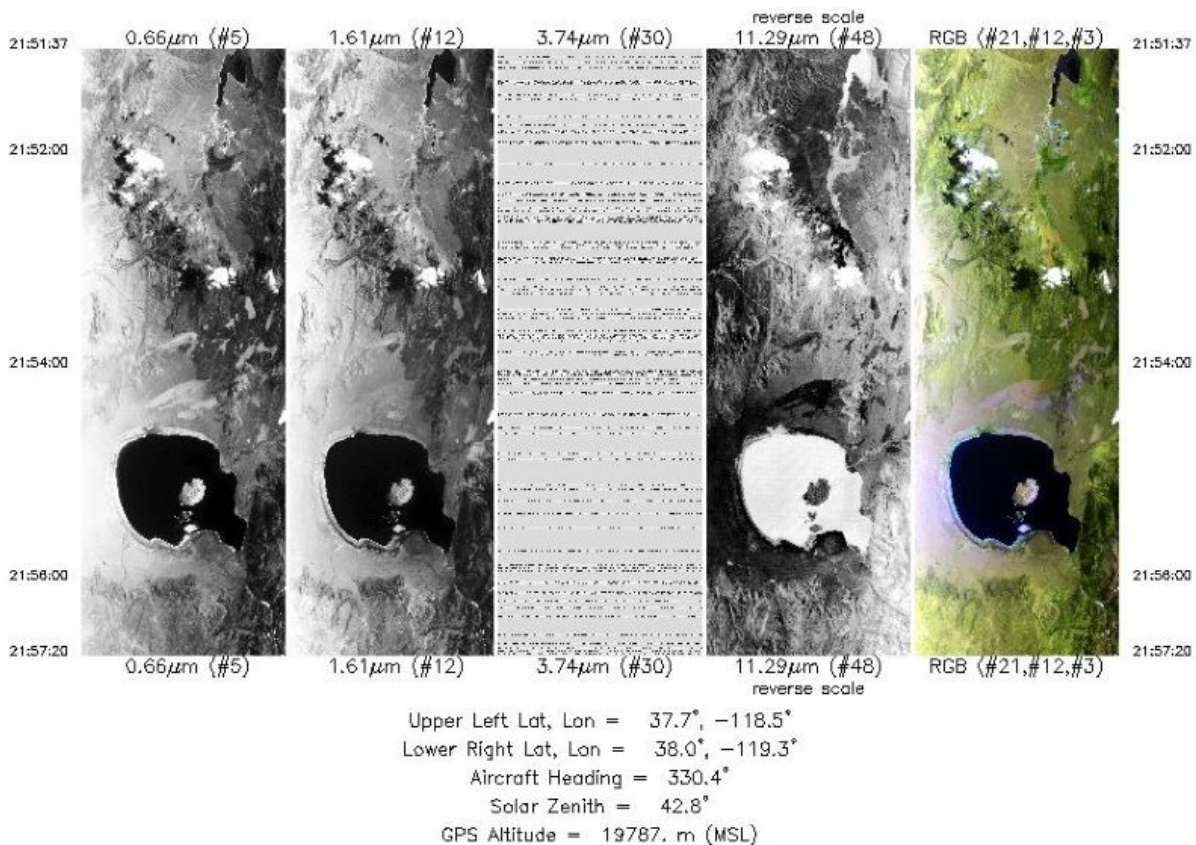 reverse scale
21:51:37 0.66μm (#5) 1.61μm (#12) 3.74μm (#30) 11.29μm (#48) RGB (#21,#12,#3) 21:51:37
21:52:00 21:52:00
21:54:00 21:54:00
21:56:00 21:56:00
21:57:20 21:57:20
0.66μm (#5) 1.61μm (#12) 3.74μm (#30) 11.29μm (#48) RGB (#21,#12,#3)
reverse scale
Upper Left Lat, Lon = 37.7°, -118.5°
Lower Right Lat, Lon = 38.0°, -119.3°
Aircraft Heading = 330.4°
Solar Zenith = 42.8°
GPS Altitude = 19787. m (MSL)